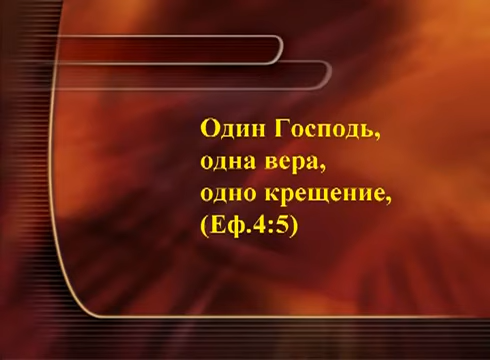 Один Господь,
одна вера,
одно крещение,
(Еф.4:5)